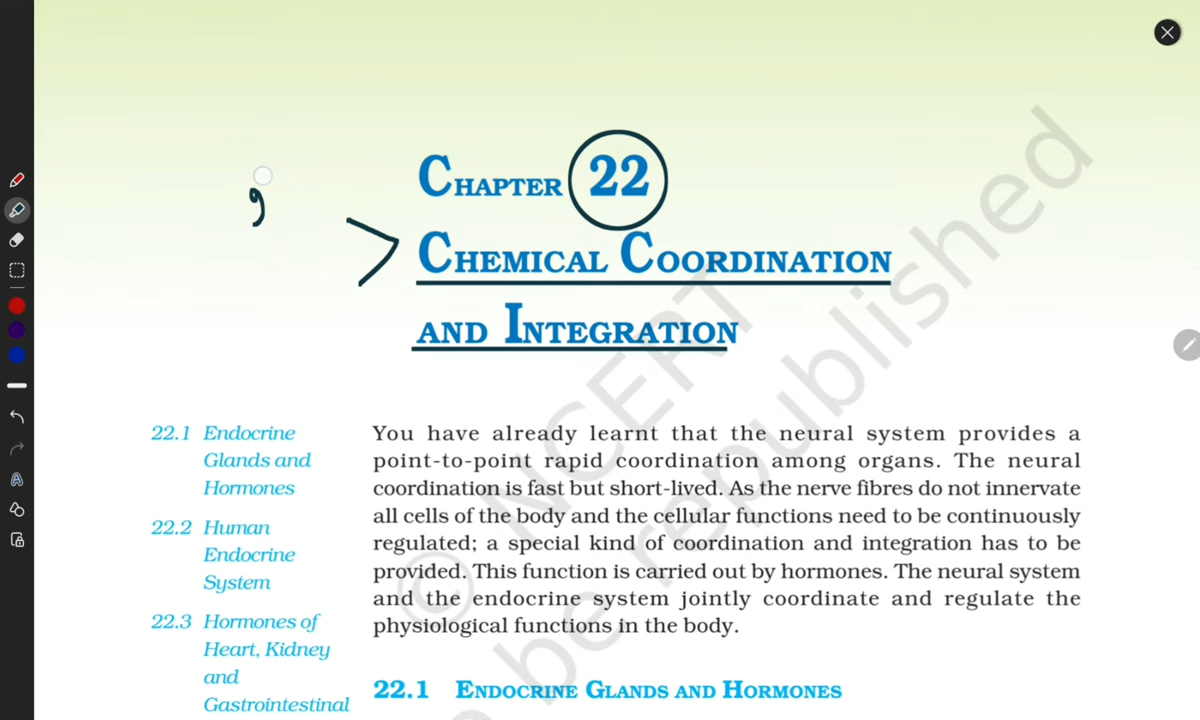 CHAPTER 22
CHEMICAL COORDINATION
AND INTEGRATION
22.1 Endocrine
Glands and
Hormones
22.2 Human
Endocrine
System
22.3 Hormones of
Heart, Kidney
and
Gastrointestinal
You have already learnt that the neural system provides a
point-to-point rapid coordination among organs. The neural
coordination is fast but short-lived. As the nerve fibres do not innervate
all cells of the body and the cellular functions need to be continuously
regulated; a special kind of coordination and integration has to be
provided. This function is carried out by hormones. The neural system
and the endocrine system jointly coordinate and regulate the
physiological functions in the body.
22.1 ENDOCRINE GLANDS AND HORMONES
© NCERT
be republished